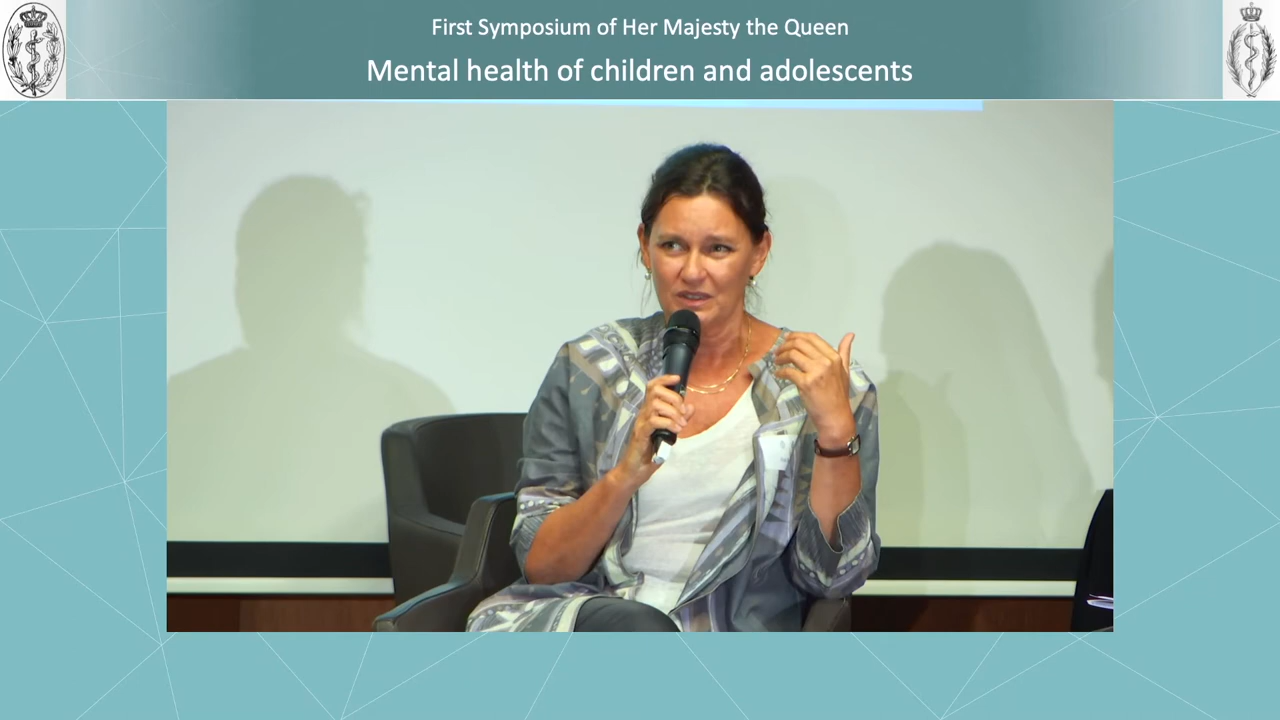 First Symposium of Her Majesty the Queen
Mental health of children and adolescents